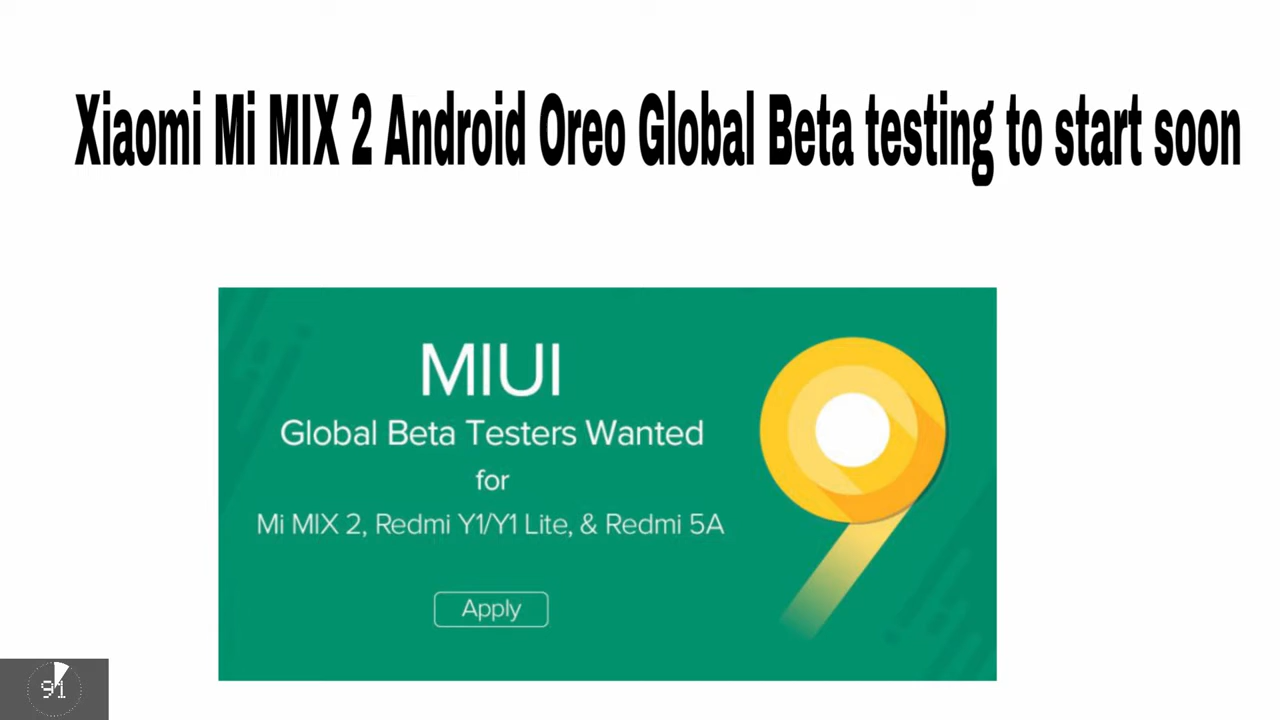 Xiaomi Mi MIX 2 Android Oreo Global Beta testing to start soon
MIUI
Global Beta Testers Wanted
for
Mi MIX 2, Redmi Y1/Y1 Lite, & Redmi 5A
9
Apply
91